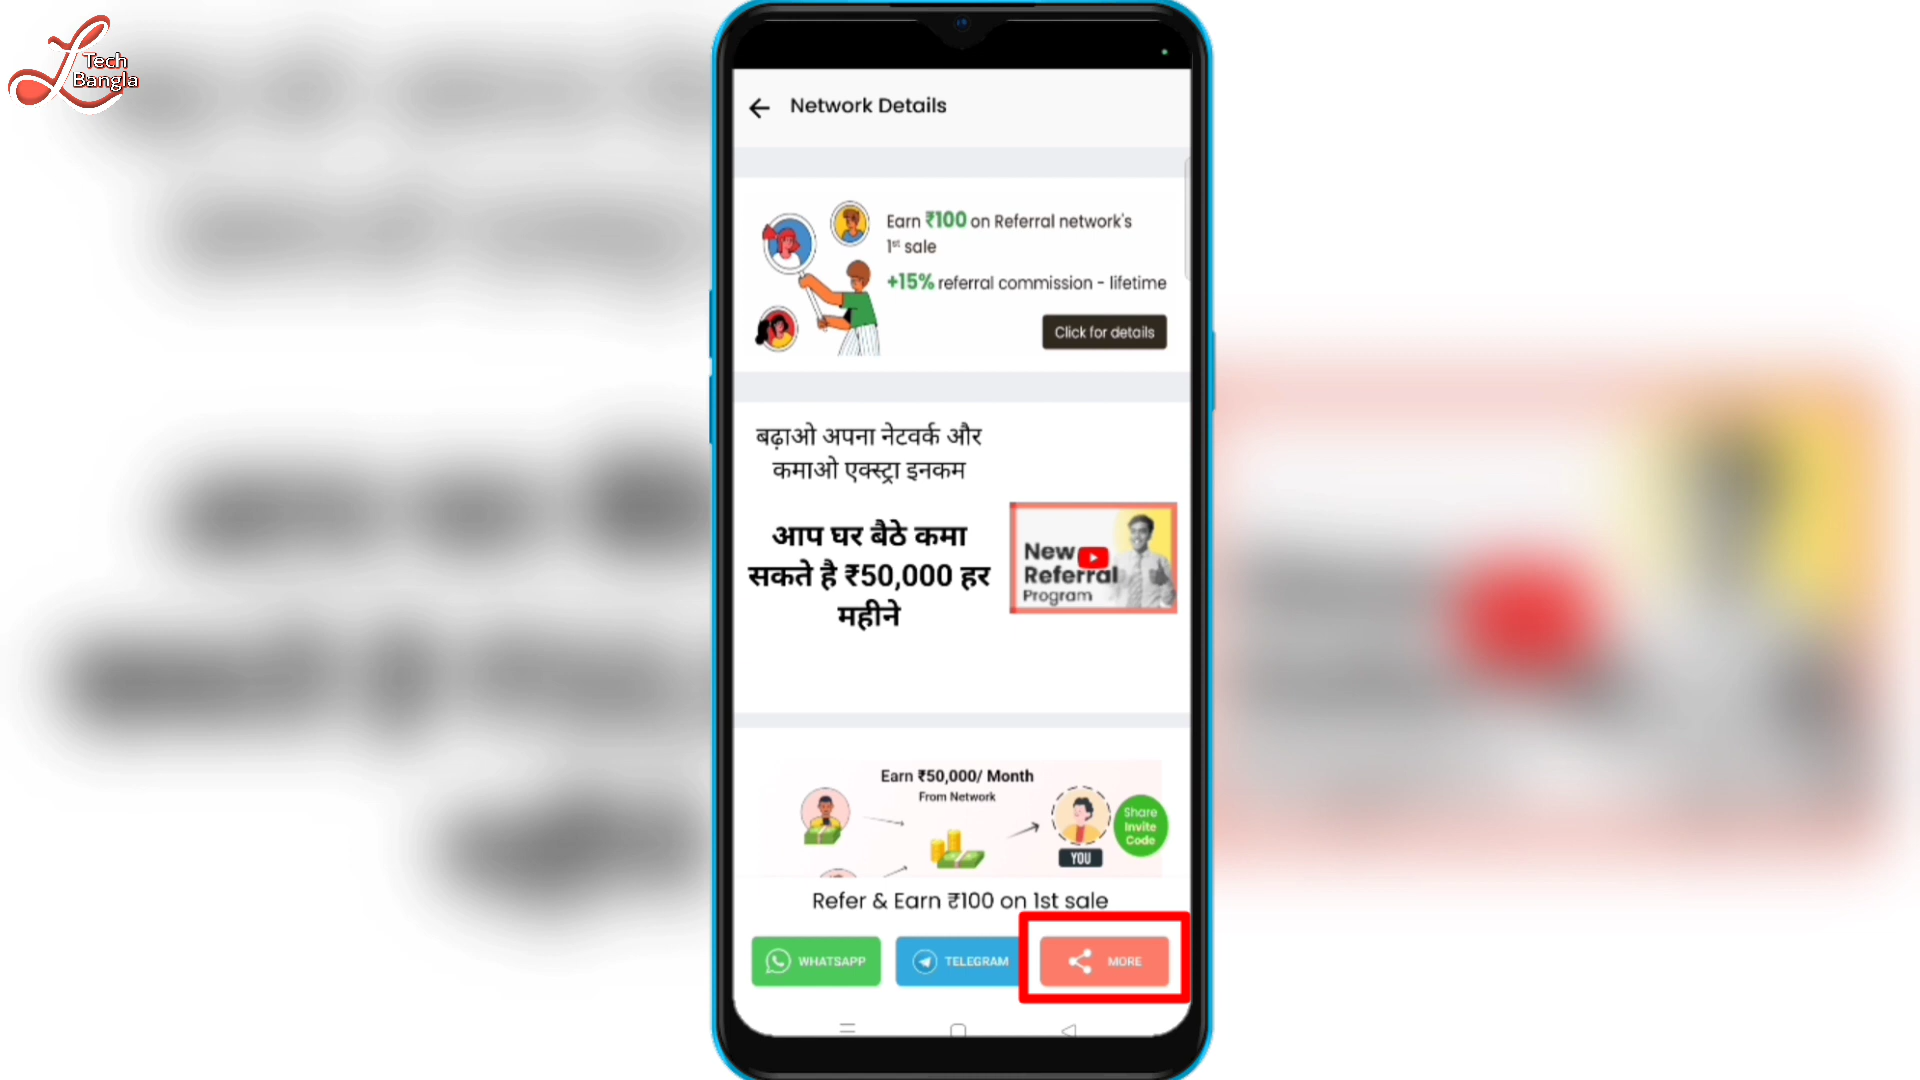 Tech
Bangla
Network Details
Earn ₹100 on Referral network's
1st sale
+15% referral commission - lifetime
Click for details
बढ़ाओ अपना नेटवर्क और
कमाओ एक्स्ट्रा इनकम
आप घर बैठे कमा
सकते है ₹50,000 हर
महीने
New
Referral
Program
Earn ₹50,000/ Month
From Network
Share
Invite
Code
YOU
Refer & Earn ₹100 on 1st sale
WHATSAPP
TELEGRAM
MORE